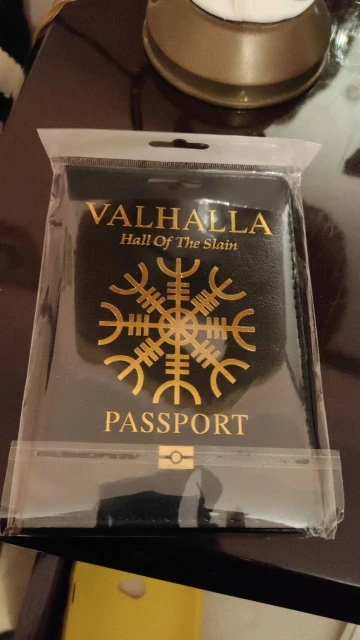 VALHALLA
Hall Of The Slain
PASSPORT